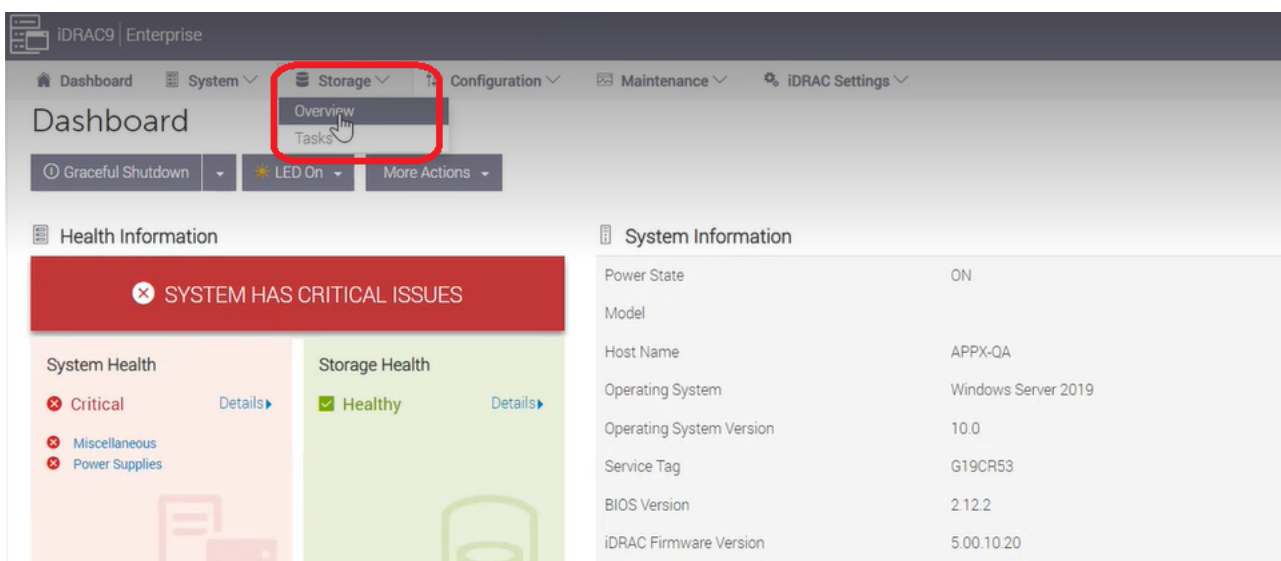 iDRAC9 | Enterprise
Dashboard System Storage Configuration Maintenance iDRAC Settings
Overview
Tasks
Dashboard
Graceful Shutdown LED On More Actions
Health Information
SYSTEM HAS CRITICAL ISSUES
System Health
Critical Details
Miscellaneous
Power Supplies
Storage Health
Healthy Details
System Information
Power State ON
Model
Host Name APPX-QA
Operating System Windows Server 2019
Operating System Version 10.0
Service Tag G19CR53
BIOS Version 2.12.2
iDRAC Firmware Version 5.00.10.20